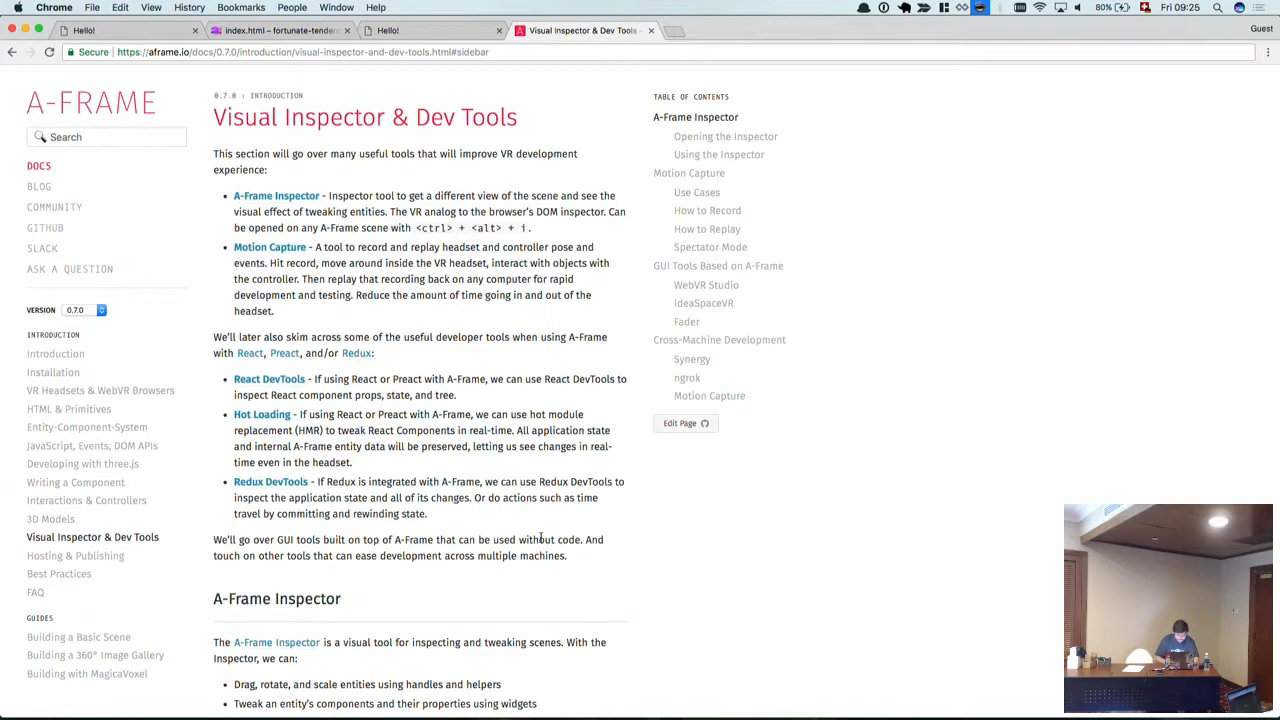 Chrome File Edit View History Bookmarks People Window Help 80% Fri 09:25
Hello! index.html – fortunate-tenden Hello! Visual Inspector & Dev Tools – Guest
Secure https://aframe.io/docs/0.7.0/introduction/visual-inspector-and-dev-tools.html#sidebar
A-FRAME
Search
DOCS
BLOG
COMMUNITY
GITHUB
SLACK
ASK A QUESTION
VERSION 0.7.0
INTRODUCTION
Introduction
Installation
VR Headsets & WebVR Browsers
HTML & Primitives
Entity-Component-System
JavaScript, Events, DOM APIs
Developing with three.js
Writing a Component
Interactions & Controllers
3D Models
Visual Inspector & Dev Tools
Hosting & Publishing
Best Practices
FAQ
GUIDES
Building a Basic Scene
Building a 360° Image Gallery
Building with MagicaVoxel
0.7.0 › INTRODUCTION
Visual Inspector & Dev Tools
This section will go over many useful tools that will improve VR development
experience:
• A-Frame Inspector - Inspector tool to get a different view of the scene and see the
visual effect of tweaking entities. The VR analog to the browser's DOM inspector. Can
be opened on any A-Frame scene with <ctrl> + <alt> + i.
• Motion Capture - A tool to record and replay headset and controller pose and
events. Hit record, move around inside the VR headset, interact with objects with
the controller. Then replay that recording back on any computer for rapid
development and testing. Reduce the amount of time going in and out of the
headset.
We'll later also skim across some of the useful developer tools when using A-Frame
with React, Preact, and/or Redux:
• React DevTools - If using React or Preact with A-Frame, we can use React DevTools to
inspect React component props, state, and tree.
• Hot Loading - If using React or Preact with A-Frame, we can use hot module
replacement (HMR) to tweak React Components in real-time. All application state
and internal A-Frame entity data will be preserved, letting us see changes in real-
time even in the headset.
• Redux DevTools - If Redux is integrated with A-Frame, we can use Redux DevTools to
inspect the application state and all of its changes. Or do actions such as time
travel by committing and rewinding state.
We'll go over GUI tools built on top of A-Frame that can be used without code. And
touch on other tools that can ease development across multiple machines.
A-Frame Inspector
The A-Frame Inspector is a visual tool for inspecting and tweaking scenes. With the
Inspector, we can:
• Drag, rotate, and scale entities using handles and helpers
• Tweak an entity's components and their properties using widgets
TABLE OF CONTENTS
A-Frame Inspector
Opening the Inspector
Using the Inspector
Motion Capture
Use Cases
How to Record
How to Replay
Spectator Mode
GUI Tools Based on A-Frame
WebVR Studio
IdeaSpaceVR
Fader
Cross-Machine Development
Synergy
ngrok
Motion Capture
Edit Page